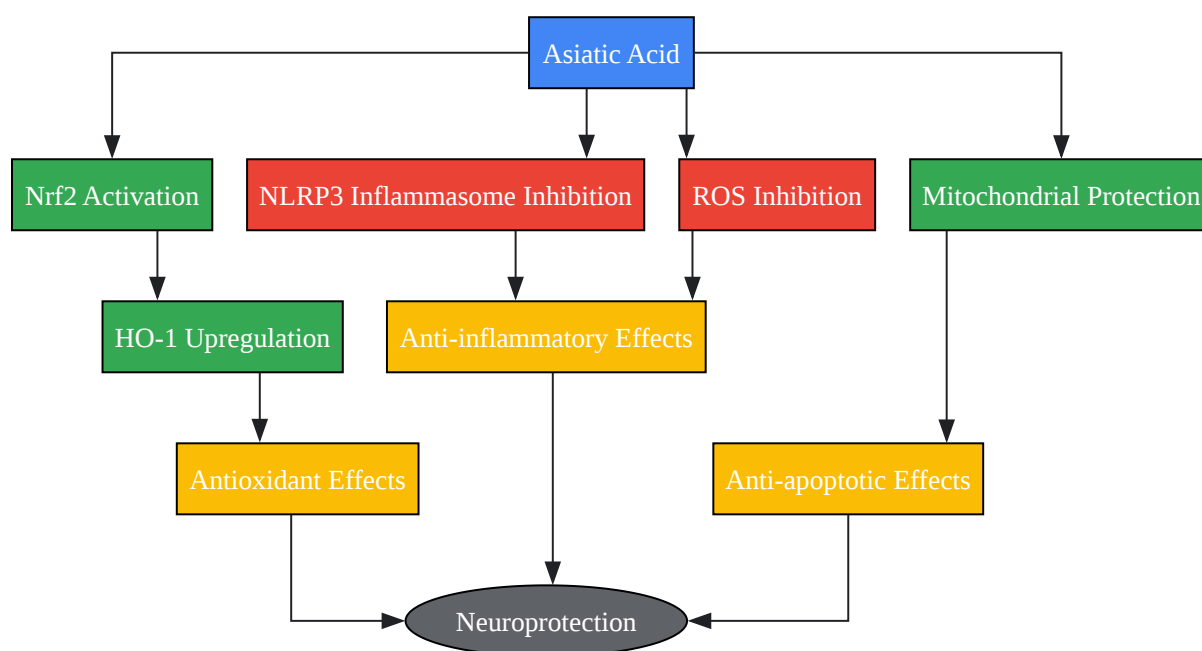 Asiatic Acid
Nrf2 Activation
NLRP3 Inflammasome Inhibition
ROS Inhibition
Mitochondrial Protection
HO-1 Upregulation
Anti-inflammatory Effects
Antioxidant Effects
Anti-apoptotic Effects
Neuroprotection